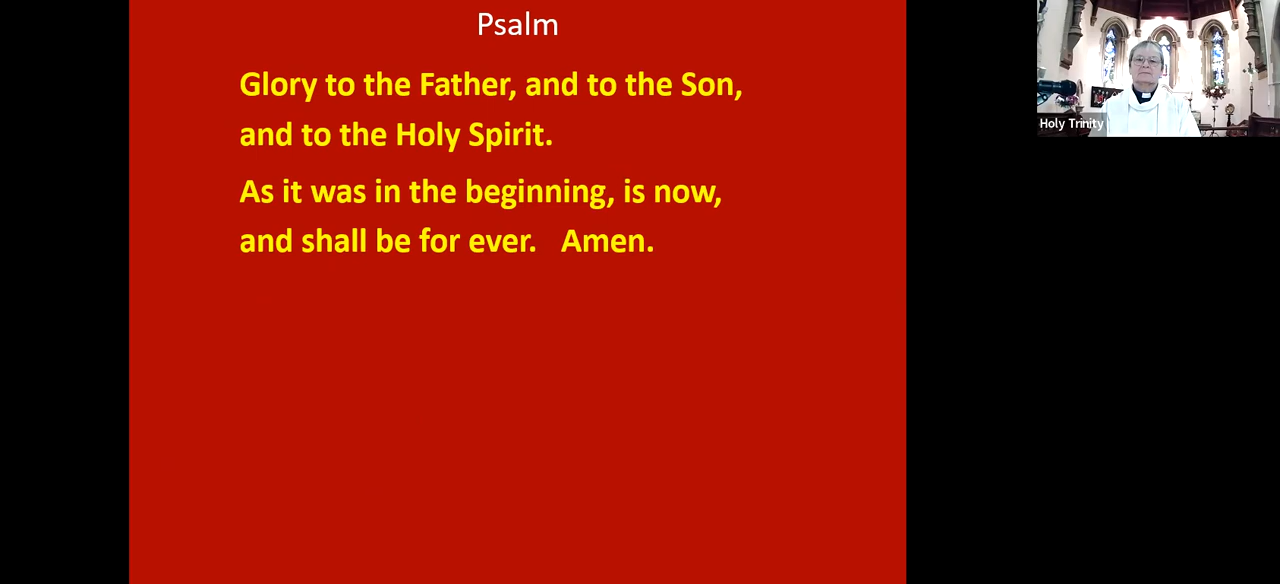 Psalm
Glory to the Father, and to the Son,
and to the Holy Spirit.
As it was in the beginning, is now,
and shall be for ever.   Amen.
Holy Trinity